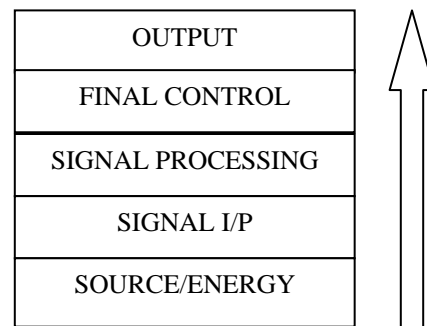 OUTPUT
FINAL CONTROL
SIGNAL PROCESSING
SIGNAL I/P
SOURCE/ENERGY